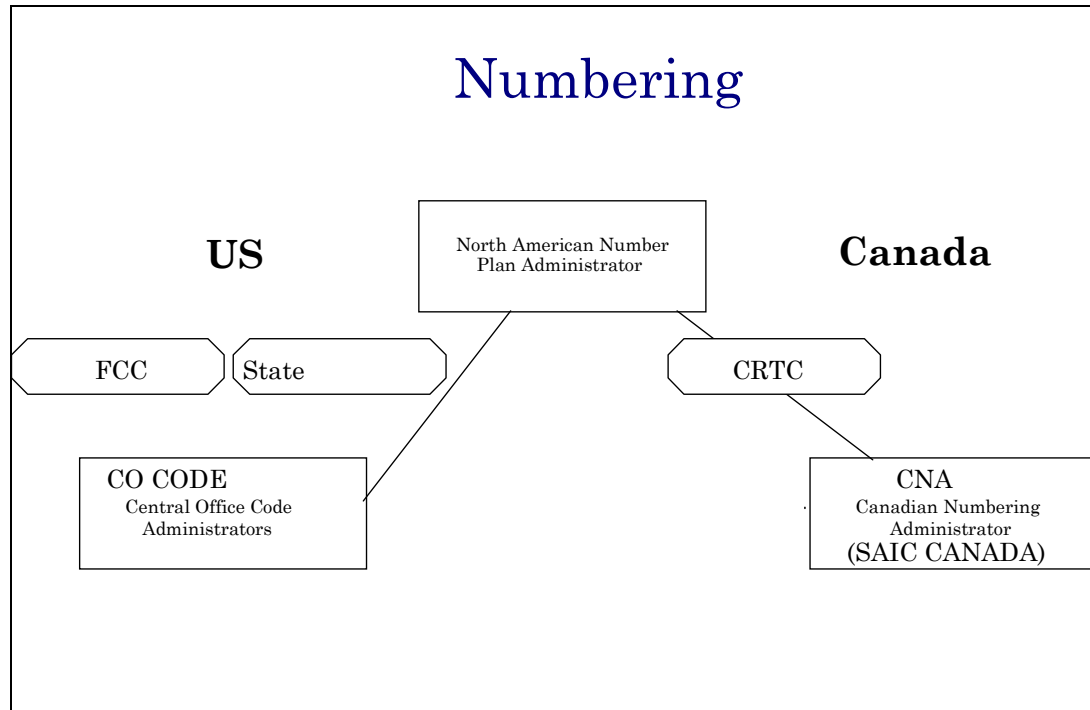 Numbering
US
North American Number
Plan Administrator
Canada
FCC
State
CRTC
CO CODE
Central Office Code
Administrators
CNA
Canadian Numbering
Administrator
(SAIC CANADA)